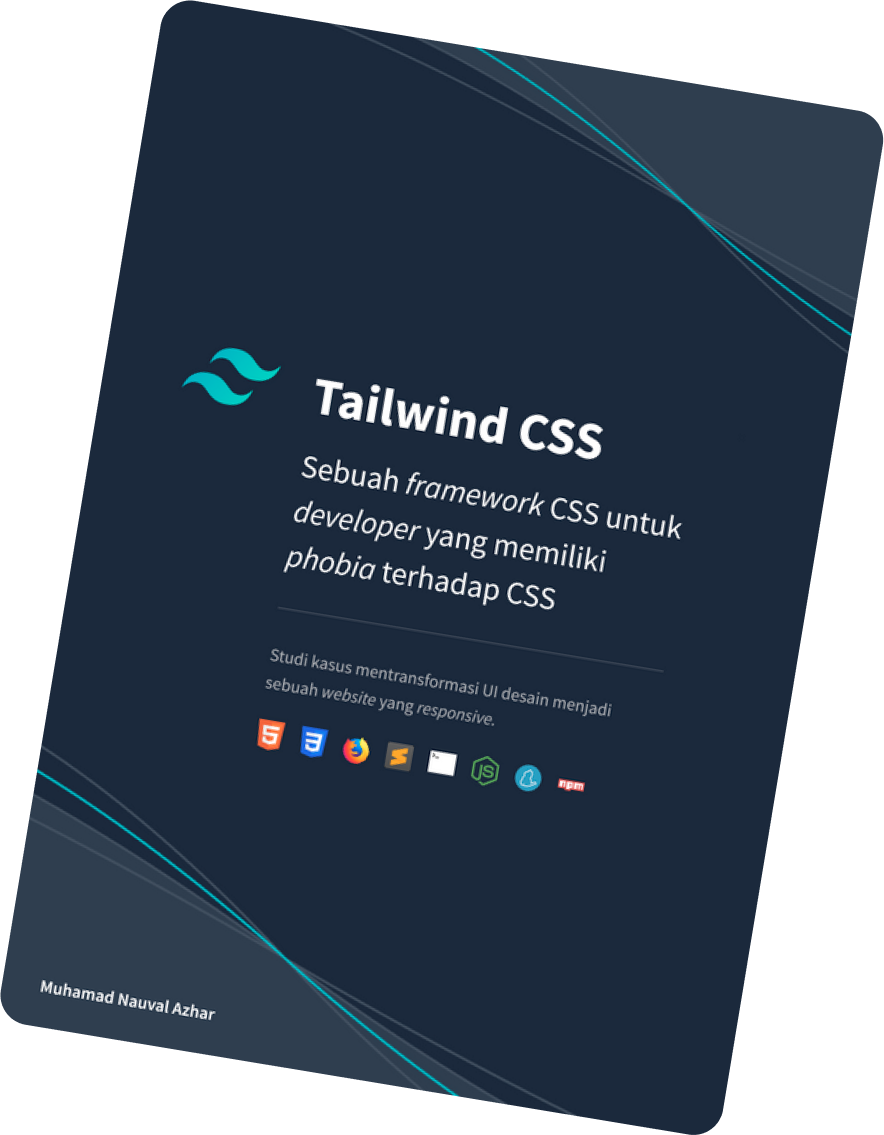 Tailwind CSS
Sebuah framework CSS untuk
developer yang memiliki
phobia terhadap CSS
Studi kasus mentransformasi UI desain menjadi
sebuah website yang responsive.
5
3
>_
JS
npm
Muhamad Nauval Azhar